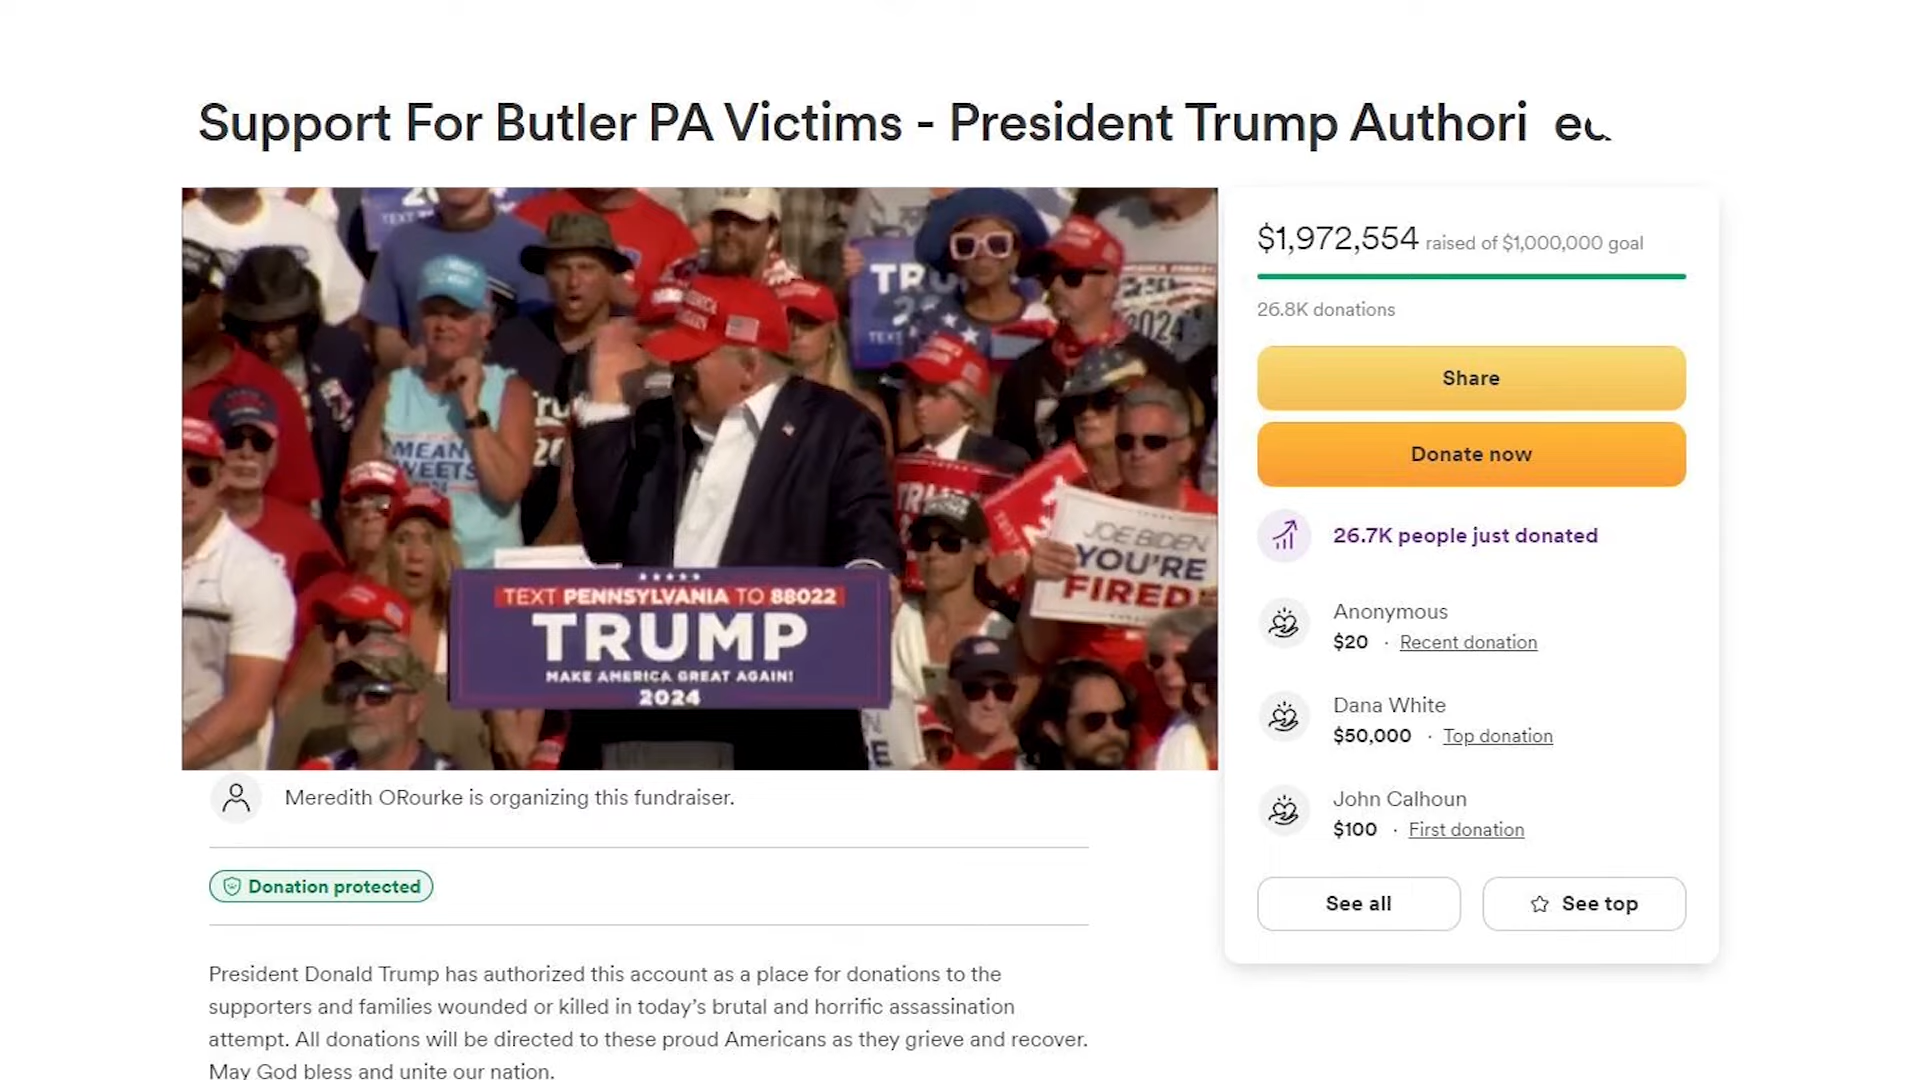 Support For Butler PA Victims - President Trump Authori ed
$1,972,554 raised of $1,000,000 goal
26.8K donations
Share
Donate now
26.7K people just donated
Anonymous
$20 · Recent donation
Dana White
$50,000 · Top donation
John Calhoun
$100 · First donation
See all
See top
MEAN
TWEETS
JOE BIDEN
YOU'RE
FIRED!
TEXT PENNSYLVANIA TO 88022
TRUMP
MAKE AMERICA GREAT AGAIN!
2024
Meredith ORourke is organizing this fundraiser.
Donation protected
President Donald Trump has authorized this account as a place for donations to the
supporters and families wounded or killed in today's brutal and horrific assassination
attempt. All donations will be directed to these proud Americans as they grieve and recover.
May God bless and unite our nation.